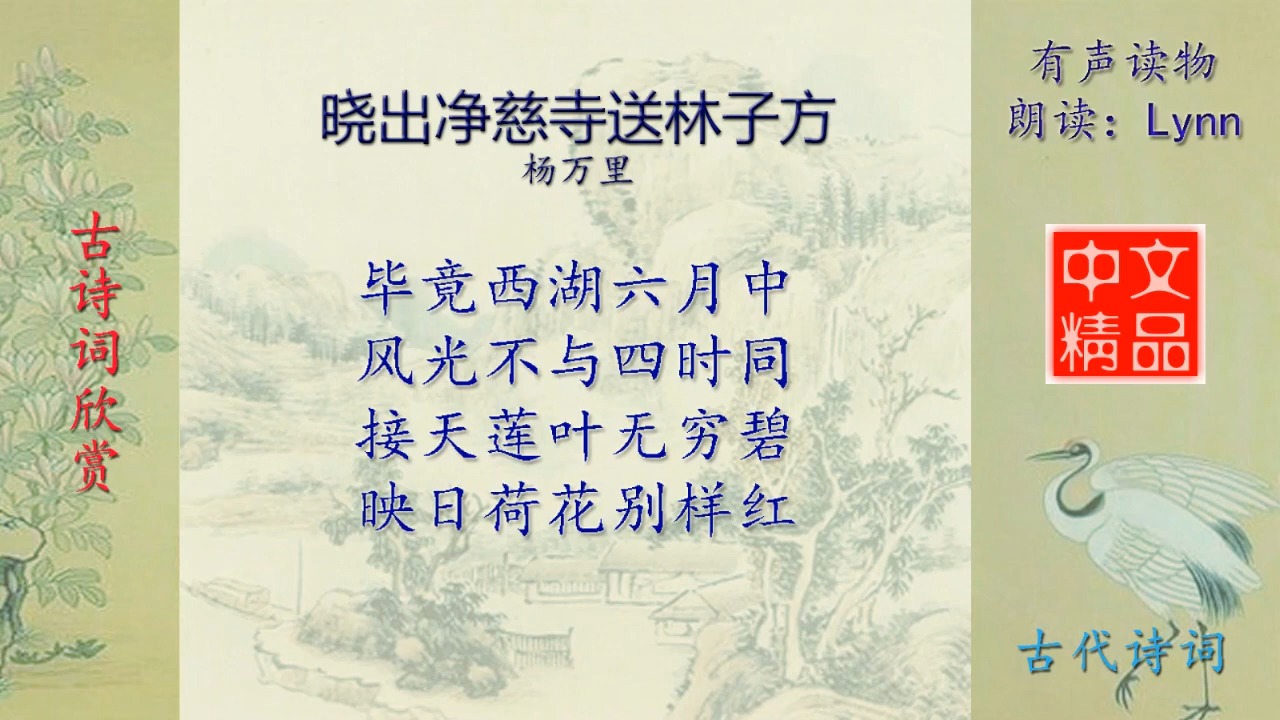 晓出净慈寺送林子方
杨万里
毕竟西湖六月中
风光不与四时同
接天莲叶无穷碧
映日荷花别样红
古诗词欣赏
有声读物
朗读：Lynn
中文
精品
古代诗词